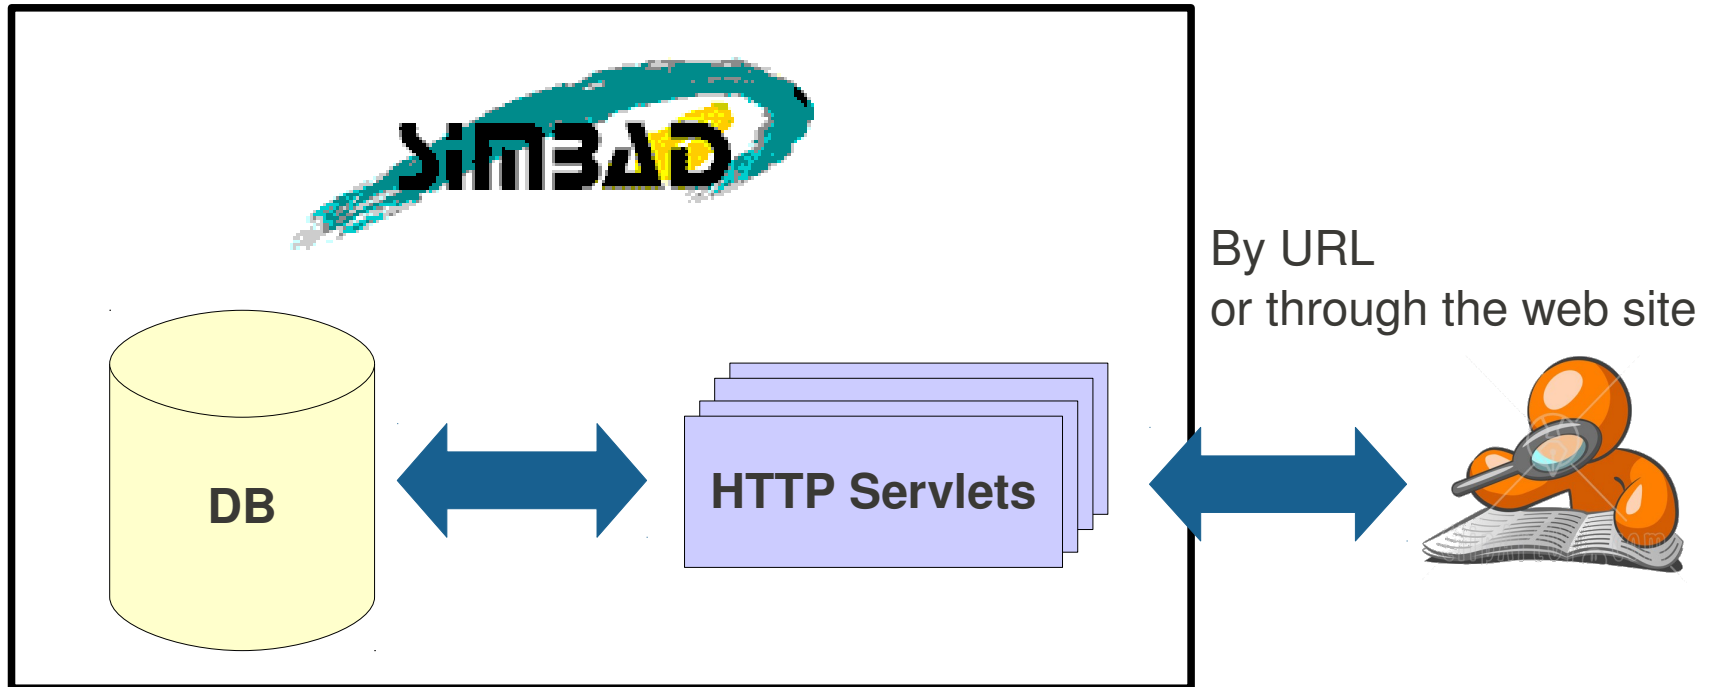 SiMBAD
By URL
or through the web site
DB
HTTP Servlets